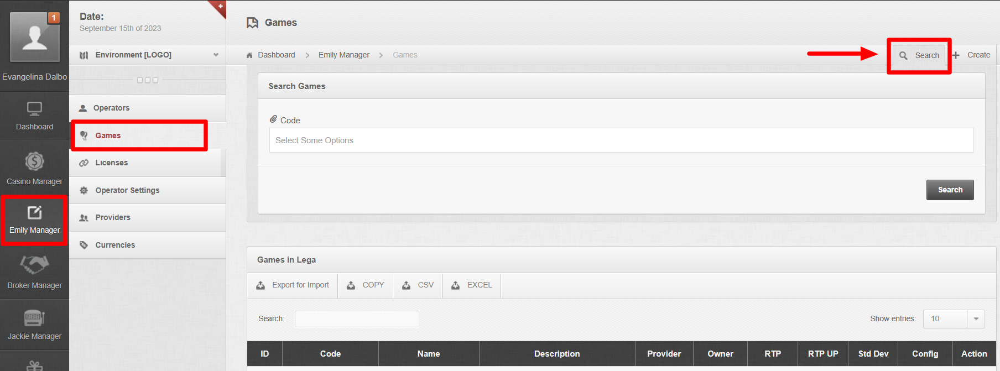 1
Evangelina Dalbo
Dashboard
Casino Manager
Emily Manager
Broker Manager
Jackie Manager
Date:
September 15th of 2023
Environment [LOGO]
Operators
Games
Licenses
Operator Settings
Providers
Currencies
Games
Dashboard > Emily Manager > Games
Search
Create
Search Games
Code
Select Some Options
Search
Games in Lega
Export for Import COPY CSV EXCEL
Search:
Show entries: 10
ID Code Name Description Provider Owner RTP RTP UP Std Dev Config Action